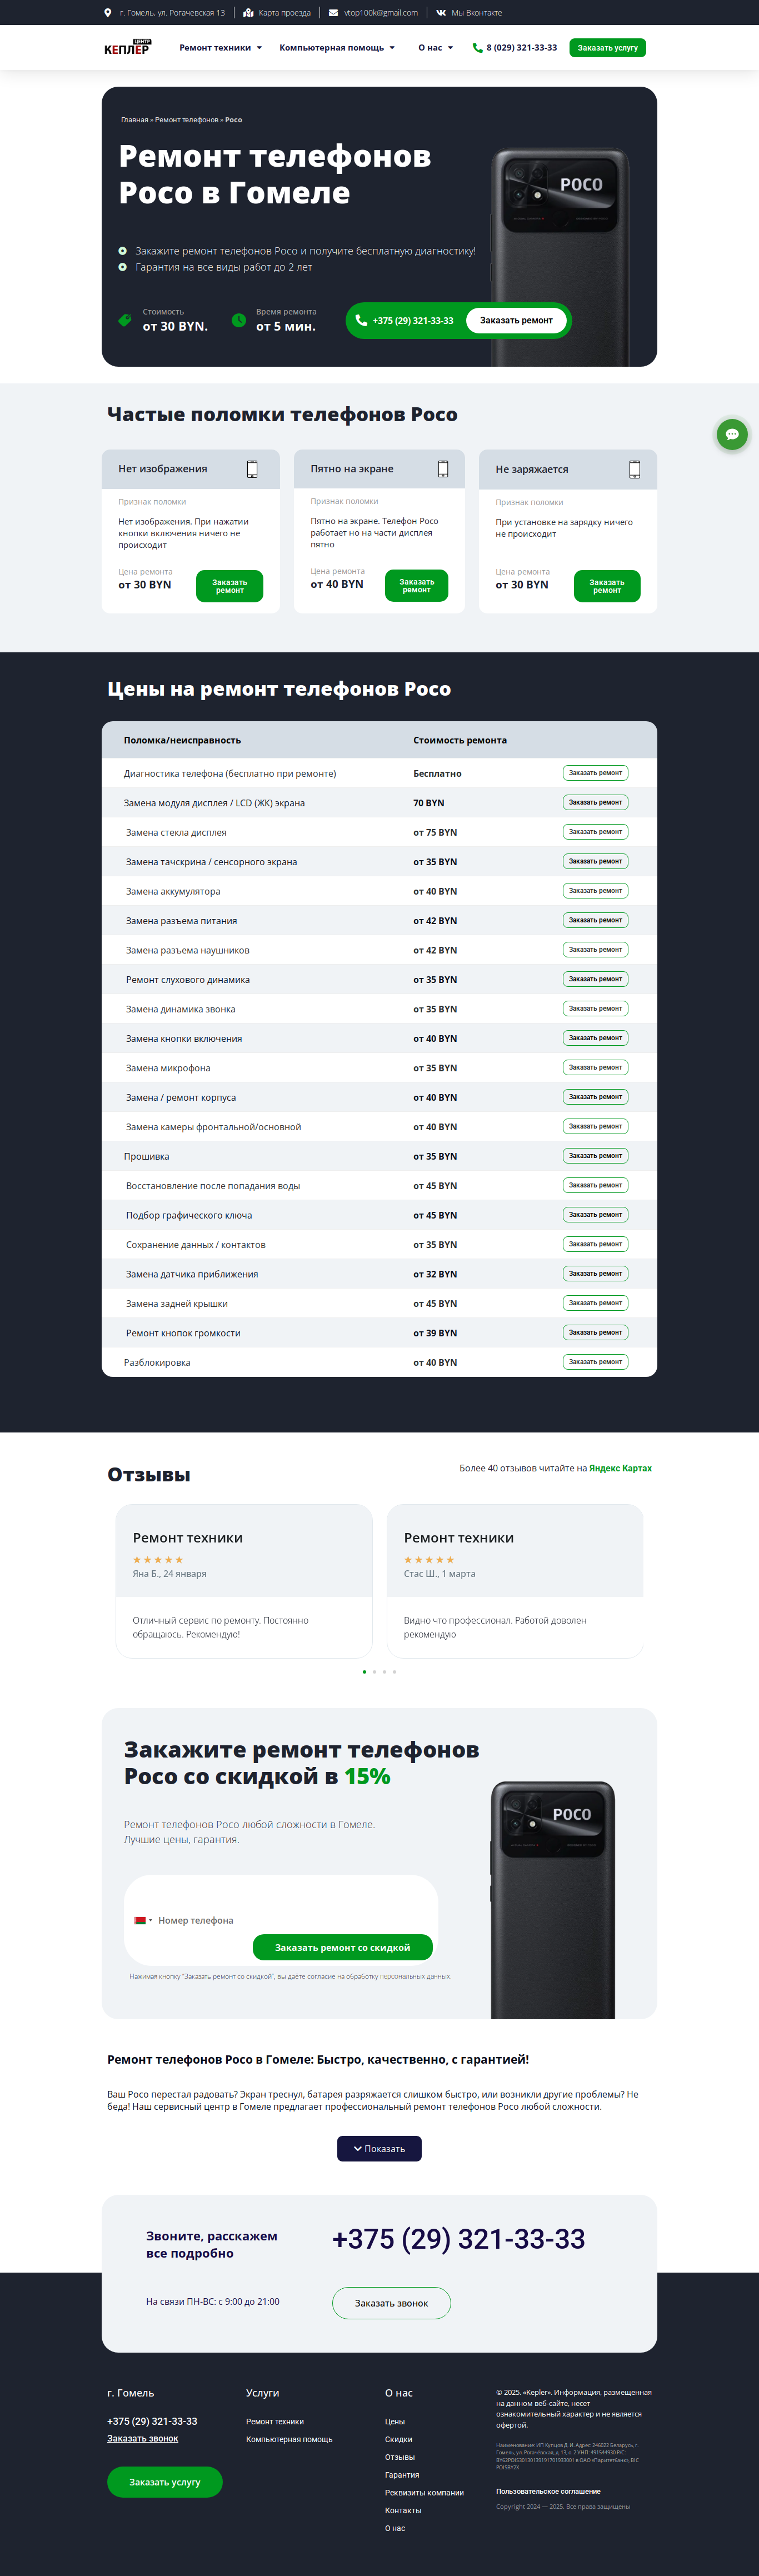 г. Гомель, ул. Рогачевская 13
Карта проезда
vtop100k@gmail.com
Мы Вконтакте
ЦЕНТР
КЕПЛЕР
Ремонт техники
Компьютерная помощь
О нас
8 (029) 321-33-33
Заказать услугу
Главная » Ремонт телефонов » Poco
Ремонт телефонов
Poco в Гомеле
POCO
Закажите ремонт телефонов Poco и получите бесплатную диагностику!
Гарантия на все виды работ до 2 лет
Стоимость
от 30 BYN.
Время ремонта
от 5 мин.
+375 (29) 321-33-33
Заказать ремонт
Частые поломки телефонов Poco
Нет изображения
Признак поломки
Нет изображения. При нажатии
кнопки включения ничего не
происходит
Цена ремонта
от 30 BYN
Заказать
ремонт
Пятно на экране
Признак поломки
Пятно на экране. Телефон Poco
работает но на части дисплея
пятно
Цена ремонта
от 40 BYN
Заказать
ремонт
Не заряжается
Признак поломки
При установке на зарядку ничего
не происходит
Цена ремонта
от 30 BYN
Заказать
ремонт
Цены на ремонт телефонов Poco
Поломка/неисправность Стоимость ремонта
Диагностика телефона (бесплатно при ремонте) Бесплатно Заказать ремонт
Замена модуля дисплея / LCD (ЖК) экрана 70 BYN Заказать ремонт
Замена стекла дисплея от 75 BYN Заказать ремонт
Замена тачскрина / сенсорного экрана от 35 BYN Заказать ремонт
Замена аккумулятора от 40 BYN Заказать ремонт
Замена разъема питания от 42 BYN Заказать ремонт
Замена разъема наушников от 42 BYN Заказать ремонт
Ремонт слухового динамика от 35 BYN Заказать ремонт
Замена динамика звонка от 35 BYN Заказать ремонт
Замена кнопки включения от 40 BYN Заказать ремонт
Замена микрофона от 35 BYN Заказать ремонт
Замена / ремонт корпуса от 40 BYN Заказать ремонт
Замена камеры фронтальной/основной от 40 BYN Заказать ремонт
Прошивка от 35 BYN Заказать ремонт
Восстановление после попадания воды от 45 BYN Заказать ремонт
Подбор графического ключа от 45 BYN Заказать ремонт
Сохранение данных / контактов от 35 BYN Заказать ремонт
Замена датчика приближения от 32 BYN Заказать ремонт
Замена задней крышки от 45 BYN Заказать ремонт
Ремонт кнопок громкости от 39 BYN Заказать ремонт
Разблокировка от 40 BYN Заказать ремонт
Отзывы
Более 40 отзывов читайте на Яндекс Картах
Ремонт техники
Яна Б., 24 января
Отличный сервис по ремонту. Постоянно
обращаюсь. Рекомендую!
Ремонт техники
Стас Ш., 1 марта
Видно что профессионал. Работой доволен
рекомендую
Закажите ремонт телефонов
Poco со скидкой в 15%
Ремонт телефонов Poco любой сложности в Гомеле.
Лучшие цены, гарантия.
POCO
Номер телефона
Заказать ремонт со скидкой
Нажимая кнопку "Заказать ремонт со скидкой", вы даёте согласие на обработку персональных данных.
Ремонт телефонов Poco в Гомеле: Быстро, качественно, с гарантией!
Ваш Poco перестал радовать? Экран треснул, батарея разряжается слишком быстро, или возникли другие проблемы? Не
беда! Наш сервисный центр в Гомеле предлагает профессиональный ремонт телефонов Poco любой сложности.
Показать
Звоните, расскажем
все подробно
+375 (29) 321-33-33
На связи ПН-ВС: с 9:00 до 21:00
Заказать звонок
г. Гомель
+375 (29) 321-33-33
Заказать звонок
Заказать услугу
Услуги
Ремонт техники
Компьютерная помощь
О нас
Цены
Скидки
Отзывы
Гарантия
Реквизиты компании
Контакты
О нас
© 2025. «Kepler». Информация, размещенная
на данном веб-сайте, несет
ознакомительный характер и не является
офертой.
Наименование: ИП Купцов Д. И. Адрес: 246022 Беларусь, г.
Гомель, ул. Рогачёвская, д. 13, о. 2 УНП: 491544930 Р/С:
BY62POIS30130139191701933001 в ОАО «Паритетбанк», BIC
POISBY2X
Пользовательское соглашение
Copyright 2024 — 2025. Все права защищены